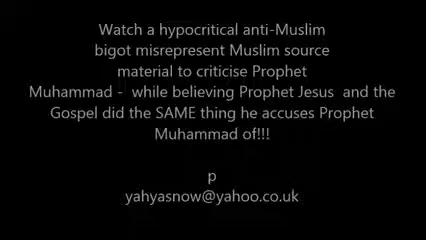 Watch a hypocritical anti-Muslim
bigot misrepresent Muslim source
material to criticise Prophet
Muhammad -  while believing Prophet Jesus  and the
Gospel did the SAME thing he accuses Prophet
Muhammad of!!!
p
yahyasnow@yahoo.co.uk